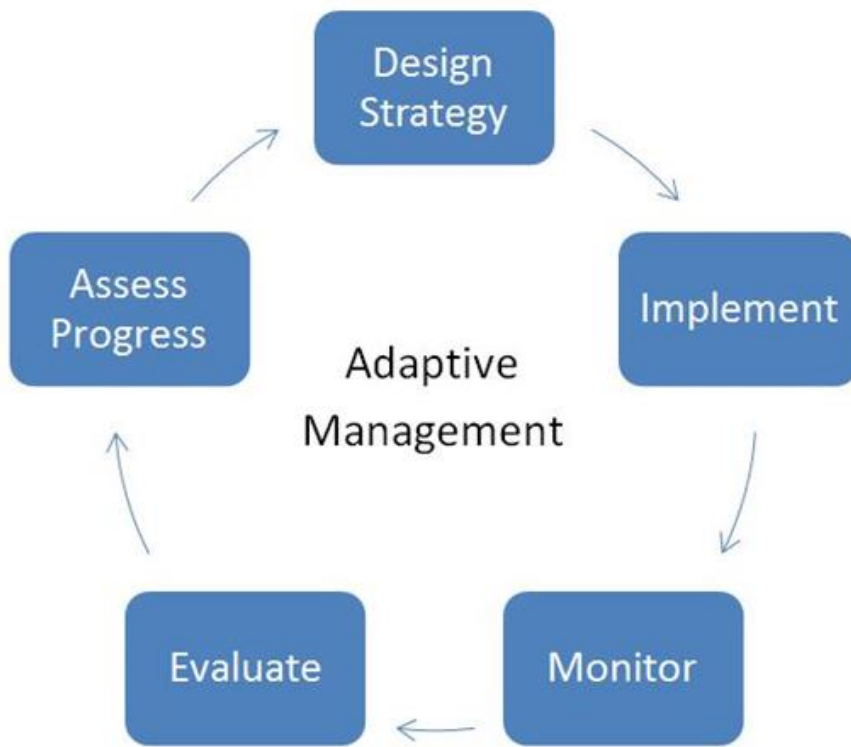 Design
Strategy
Implement
Monitor
Evaluate
Assess
Progress
Adaptive
Management